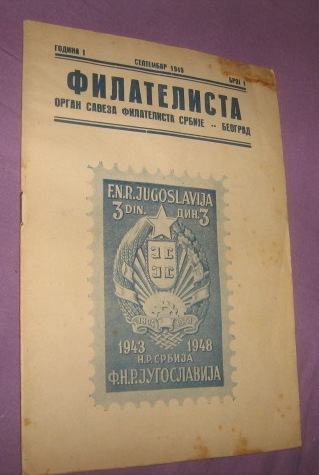 ГОДИНА I СЕПТЕМБАР 1948 БРОЈ 1
ФИЛАТЕЛИСТА
ОРГАН САВЕЗА ФИЛАТЕЛИСТА СРБИЈЕ -- БЕОГРАД
F.N.R. JUGOSLAVIJA
3 DIN. ДИН. 3
1943 1948
Н.Р. СРБИЈА
Ф.Н.Р. ЈУГОСЛАВИЈА